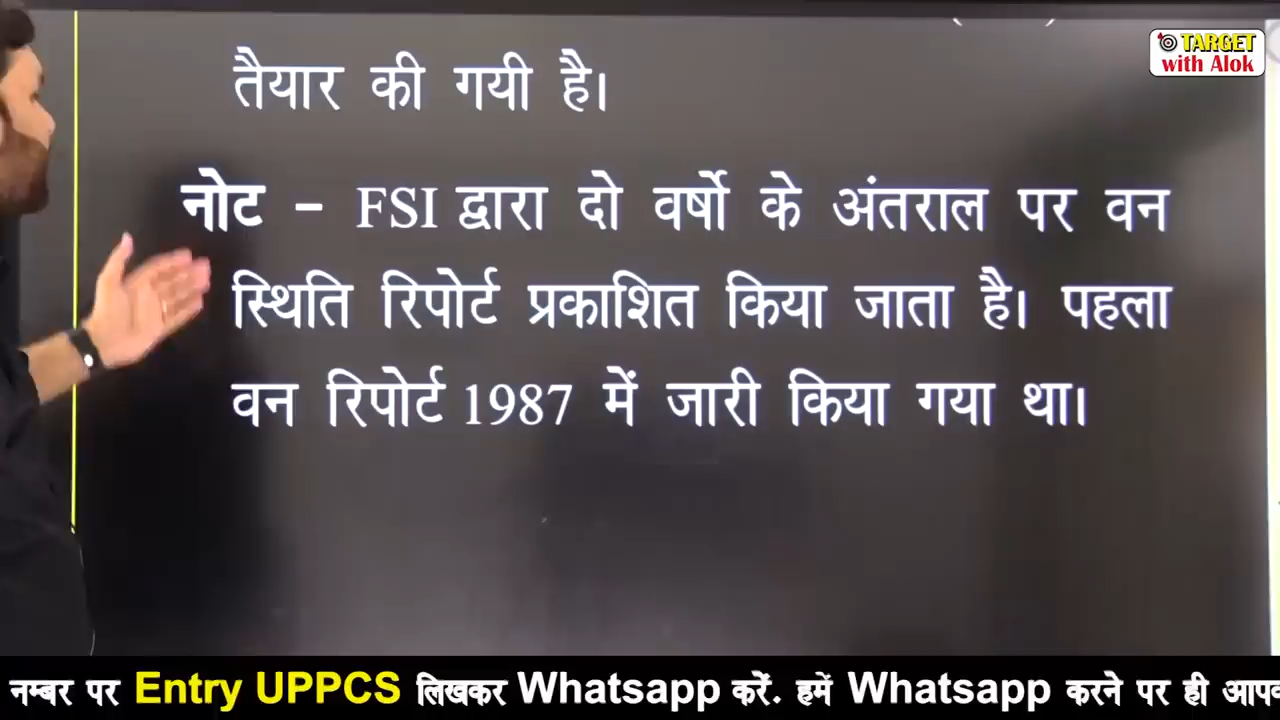 TARGET
with Alok
तैयार की गयी है।
नोट – FSI द्वारा दो वर्षो के अंतराल पर वन
स्थिति रिपोर्ट प्रकाशित किया जाता है। पहला
वन रिपोर्ट 1987 में जारी किया गया था।
नम्बर पर Entry UPPCS लिखकर Whatsapp करें. हमें Whatsapp करने पर ही